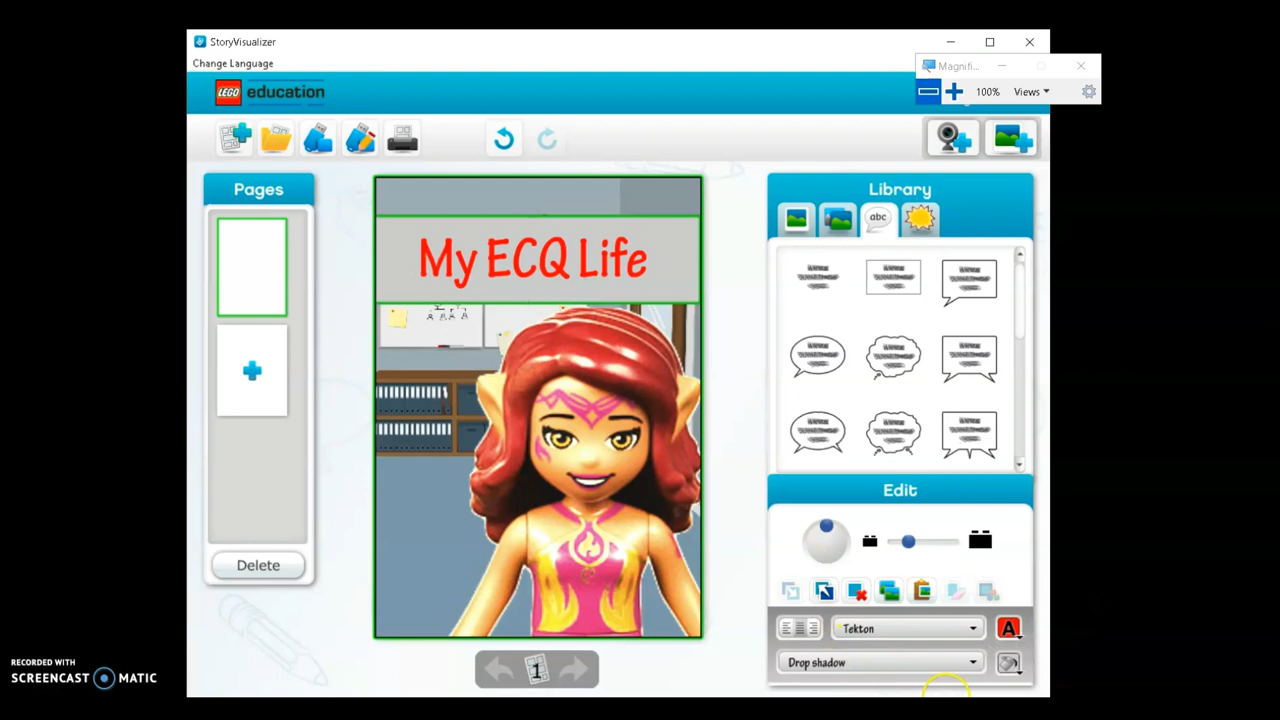 StoryVisualizer
Change Language
Magnifi...
100%
Views
LEGO education
Pages
Library
abc
My ECQ Life
Edit
Delete
Tekton
A
Drop shadow
1
RECORDED WITH
SCREENCAST MATIC